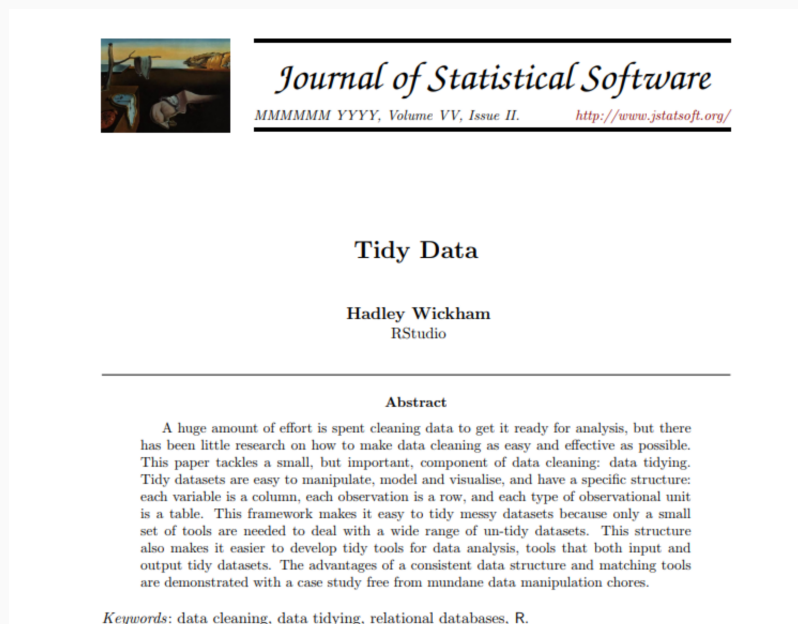 Journal of Statistical Software
MMMMMM YYYY, Volume VV, Issue II.
http://www.jstatsoft.org/
Tidy Data
Hadley Wickham
RStudio
Abstract
A huge amount of effort is spent cleaning data to get it ready for analysis, but there
has been little research on how to make data cleaning as easy and effective as possible.
This paper tackles a small, but important, component of data cleaning: data tidying.
Tidy datasets are easy to manipulate, model and visualise, and have a specific structure:
each variable is a column, each observation is a row, and each type of observational unit
is a table. This framework makes it easy to tidy messy datasets because only a small
set of tools are needed to deal with a wide range of un-tidy datasets. This structure
also makes it easier to develop tidy tools for data analysis, tools that both input and
output tidy datasets. The advantages of a consistent data structure and matching tools
are demonstrated with a case study free from mundane data manipulation chores.
Keywords: data cleaning, data tidying, relational databases, R.